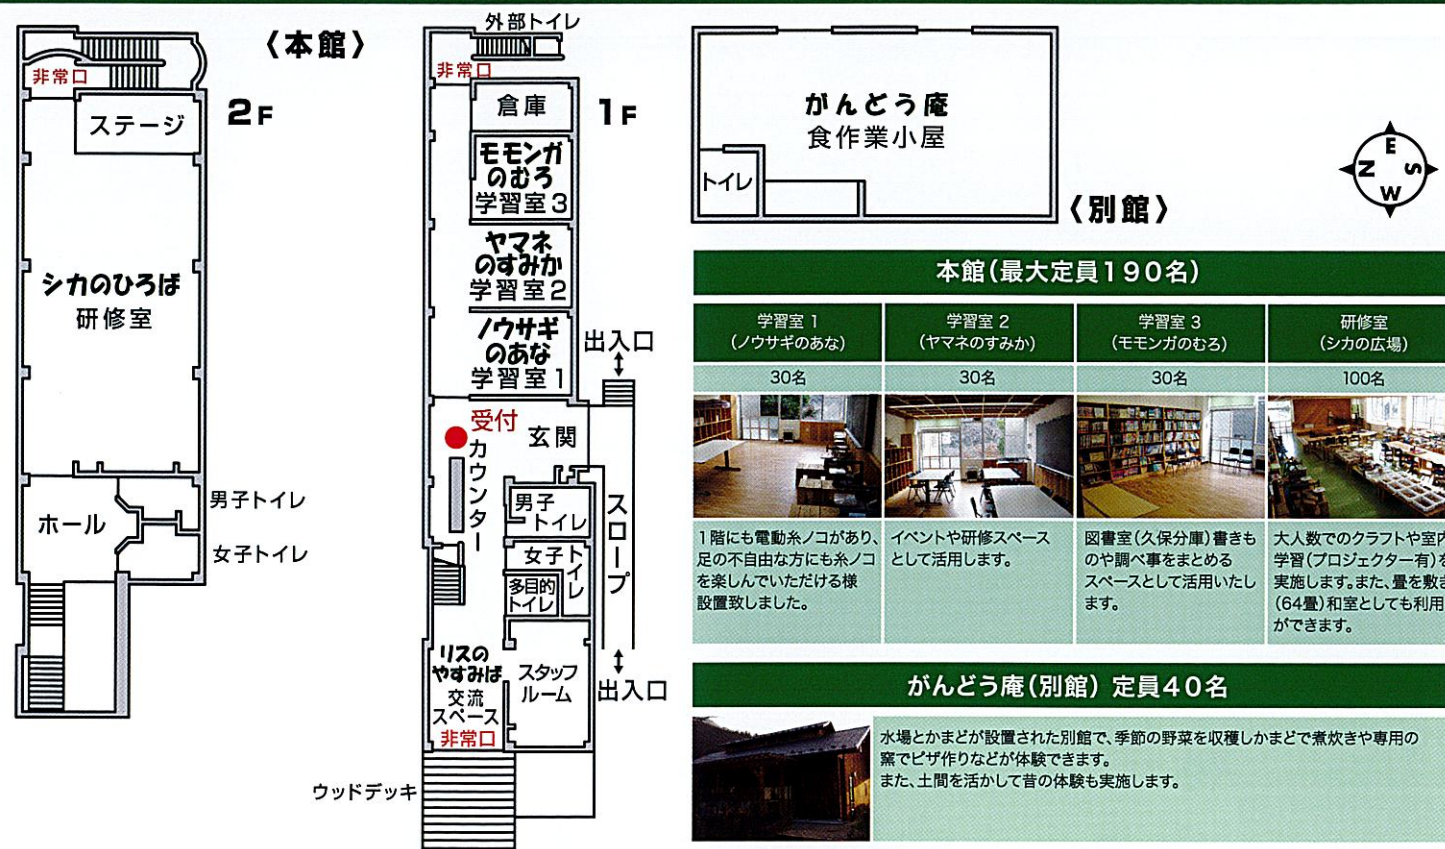 〈本館〉
2F
非常口
ステージ
シカのひろば
研修室
ホール
男子トイレ
女子トイレ
外部トイレ
非常口
1F
倉庫
モモンガ
のむろ
学習室3
ヤマネ
のすみか
学習室2
ノウサギ
のあな
学習室1
出入口
受付
玄関
カウンター
男子
トイレ
女子トイレ
多目的
トイレ
スロープ
リスの
やすみば
交流
スペース
非常口
スタッフ
ルーム
出入口
ウッドデッキ
がんどう庵
食作業小屋
トイレ
〈別館〉
E
N
S
W
本館(最大定員190名)
学習室 1
(ノウサギのあな)
30名
1階にも電動糸ノコがあり、
足の不自由な方にも糸ノコ
を楽しんでいただける様
設置致しました。
学習室 2
(ヤマネのすみか)
30名
イベントや研修スペース
として活用します。
学習室 3
(モモンガのむろ)
30名
図書室(久保分庫)書きも
のや調べ事をまとめる
スペースとして活用いたし
ます。
研修室
(シカの広場)
100名
大人数でのクラフトや室内
学習(プロジェクター有)を
実施します。また、畳を敷き
(64畳)和室としても利用
ができます。
がんどう庵(別館) 定員40名
水場とかまどが設置された別館で、季節の野菜を収穫しかまどで煮炊きや専用の
窯でピザ作りなどが体験できます。
また、土間を活かして昔の体験も実施します。